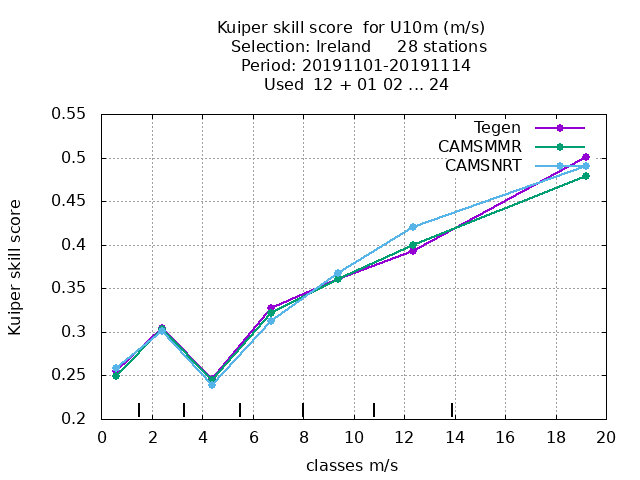 Kuiper skill score  for U10m (m/s)
Selection: Ireland     28 stations
Period: 20191101-20191114
Used  12 + 01 02 ... 24
Kuiper skill score
0.55
0.5
0.45
0.4
0.35
0.3
0.25
0.2
Tegen
CAMSMMR
CAMSNRT
0 2 4 6 8 10 12 14 16 18 20
classes m/s